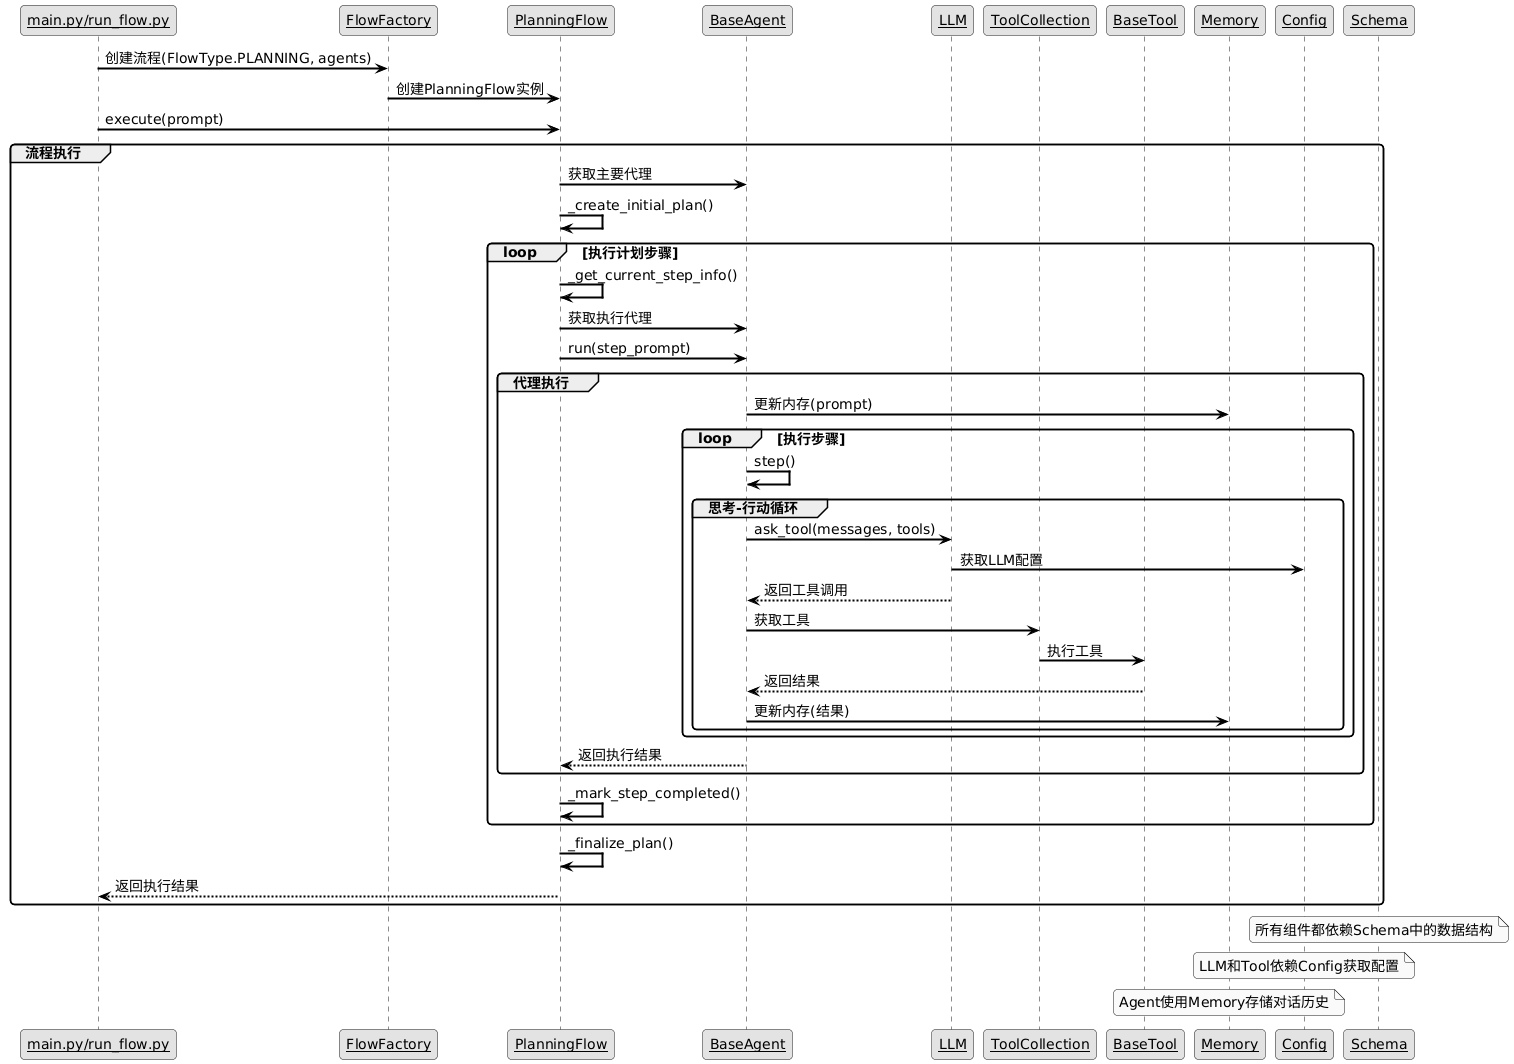 main.py/run_flow.py
FlowFactory
PlanningFlow
BaseAgent
LLM
ToolCollection
BaseTool
Memory
Config
Schema
创建流程(FlowType.PLANNING, agents)
创建PlanningFlow实例
execute(prompt)
流程执行
获取主要代理
_create_initial_plan()
loop [执行计划步骤]
_get_current_step_info()
获取执行代理
run(step_prompt)
代理执行
更新内存(prompt)
loop [执行步骤]
step()
思考-行动循环
ask_tool(messages, tools)
获取LLM配置
返回工具调用
获取工具
执行工具
返回结果
更新内存(结果)
返回执行结果
_mark_step_completed()
_finalize_plan()
返回执行结果
所有组件都依赖Schema中的数据结构
LLM和Tool依赖Config获取配置
Agent使用Memory存储对话历史
main.py/run_flow.py
FlowFactory
PlanningFlow
BaseAgent
LLM
ToolCollection
BaseTool
Memory
Config
Schema